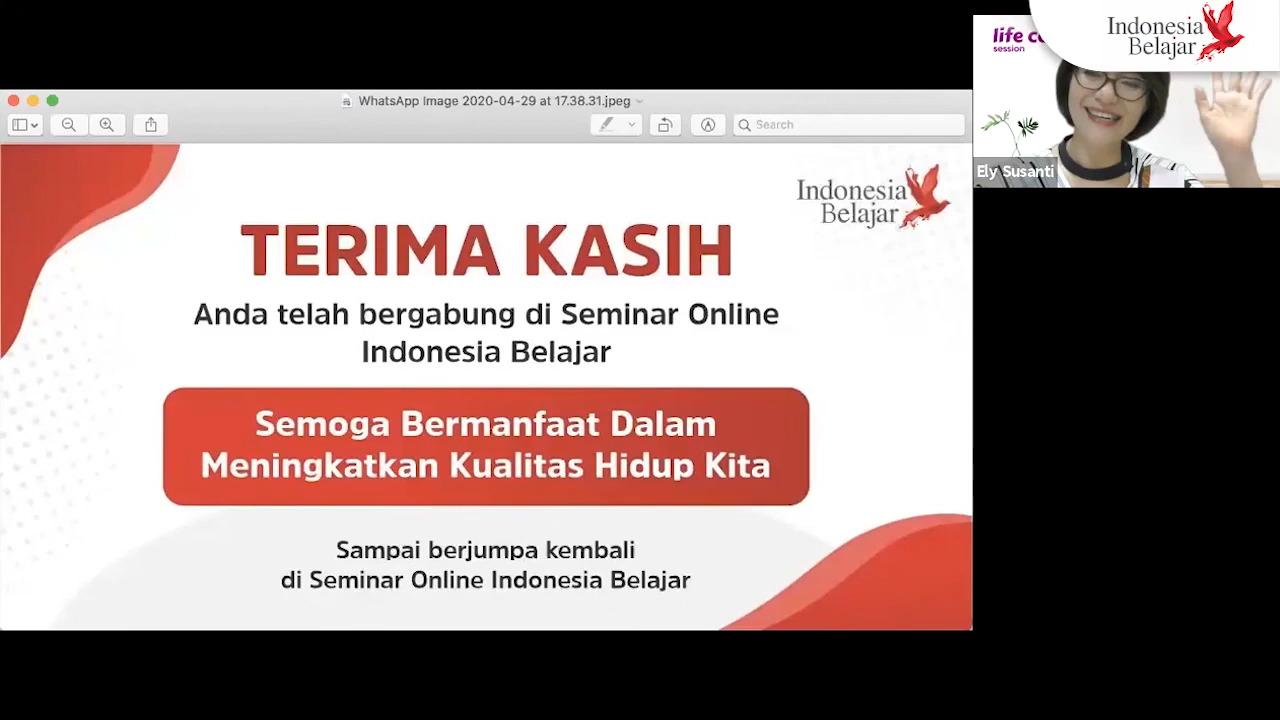 WhatsApp Image 2020-04-29 at 17.38.31.jpeg
Search
Indonesia
Belajar
TERIMA KASIH
Anda telah bergabung di Seminar Online
Indonesia Belajar
Semoga Bermanfaat Dalam
Meningkatkan Kualitas Hidup Kita
Sampai berjumpa kembali
di Seminar Online Indonesia Belajar
life
session
Indonesia
Belajar
Ely Susanti